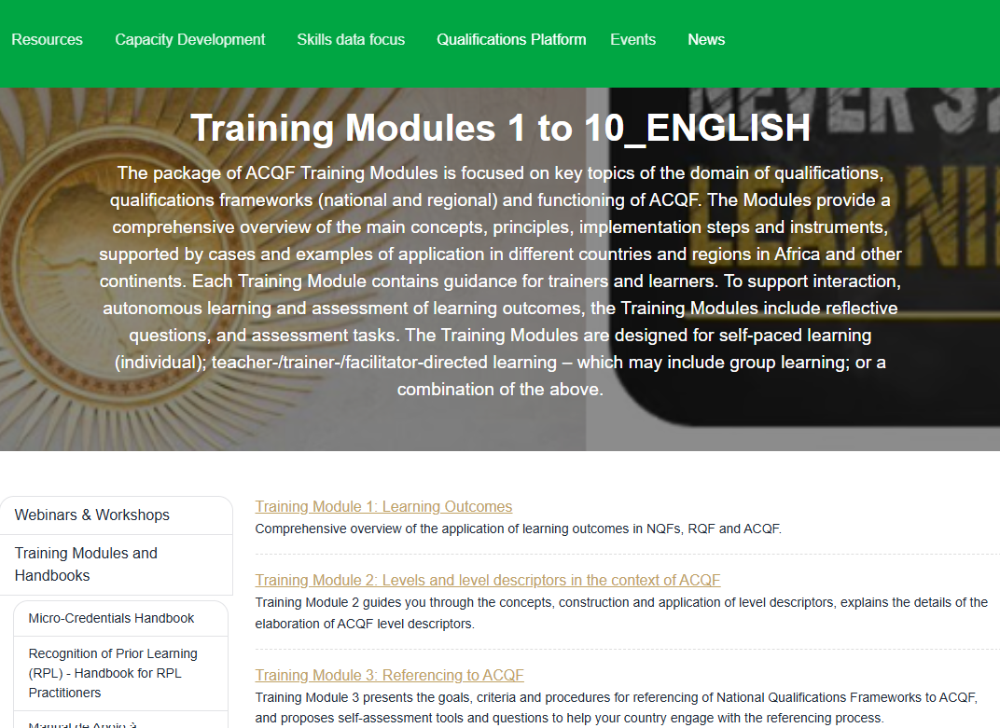 Resources Capacity Development Skills data focus Qualifications Platform Events News
NEVER
LEARNIN
Training Modules 1 to 10_ENGLISH
The package of ACQF Training Modules is focused on key topics of the domain of qualifications,
qualifications frameworks (national and regional) and functioning of ACQF. The Modules provide a
comprehensive overview of the main concepts, principles, implementation steps and instruments,
supported by cases and examples of application in different countries and regions in Africa and other
continents. Each Training Module contains guidance for trainers and learners. To support interaction,
autonomous learning and assessment of learning outcomes, the Training Modules include reflective
questions, and assessment tasks. The Training Modules are designed for self-paced learning
(individual); teacher-/trainer-/facilitator-directed learning – which may include group learning; or a
combination of the above.
Webinars & Workshops
Training Modules and
Handbooks
Micro-Credentials Handbook
Recognition of Prior Learning
(RPL) - Handbook for RPL
Practitioners
Manual de Apoio à
Training Module 1: Learning Outcomes
Comprehensive overview of the application of learning outcomes in NQFs, RQF and ACQF.
Training Module 2: Levels and level descriptors in the context of ACQF
Training Module 2 guides you through the concepts, construction and application of level descriptors, explains the details of the
elaboration of ACQF level descriptors.
Training Module 3: Referencing to ACQF
Training Module 3 presents the goals, criteria and procedures for referencing of National Qualifications Frameworks to ACQF,
and proposes self-assessment tools and questions to help your country engage with the referencing process.